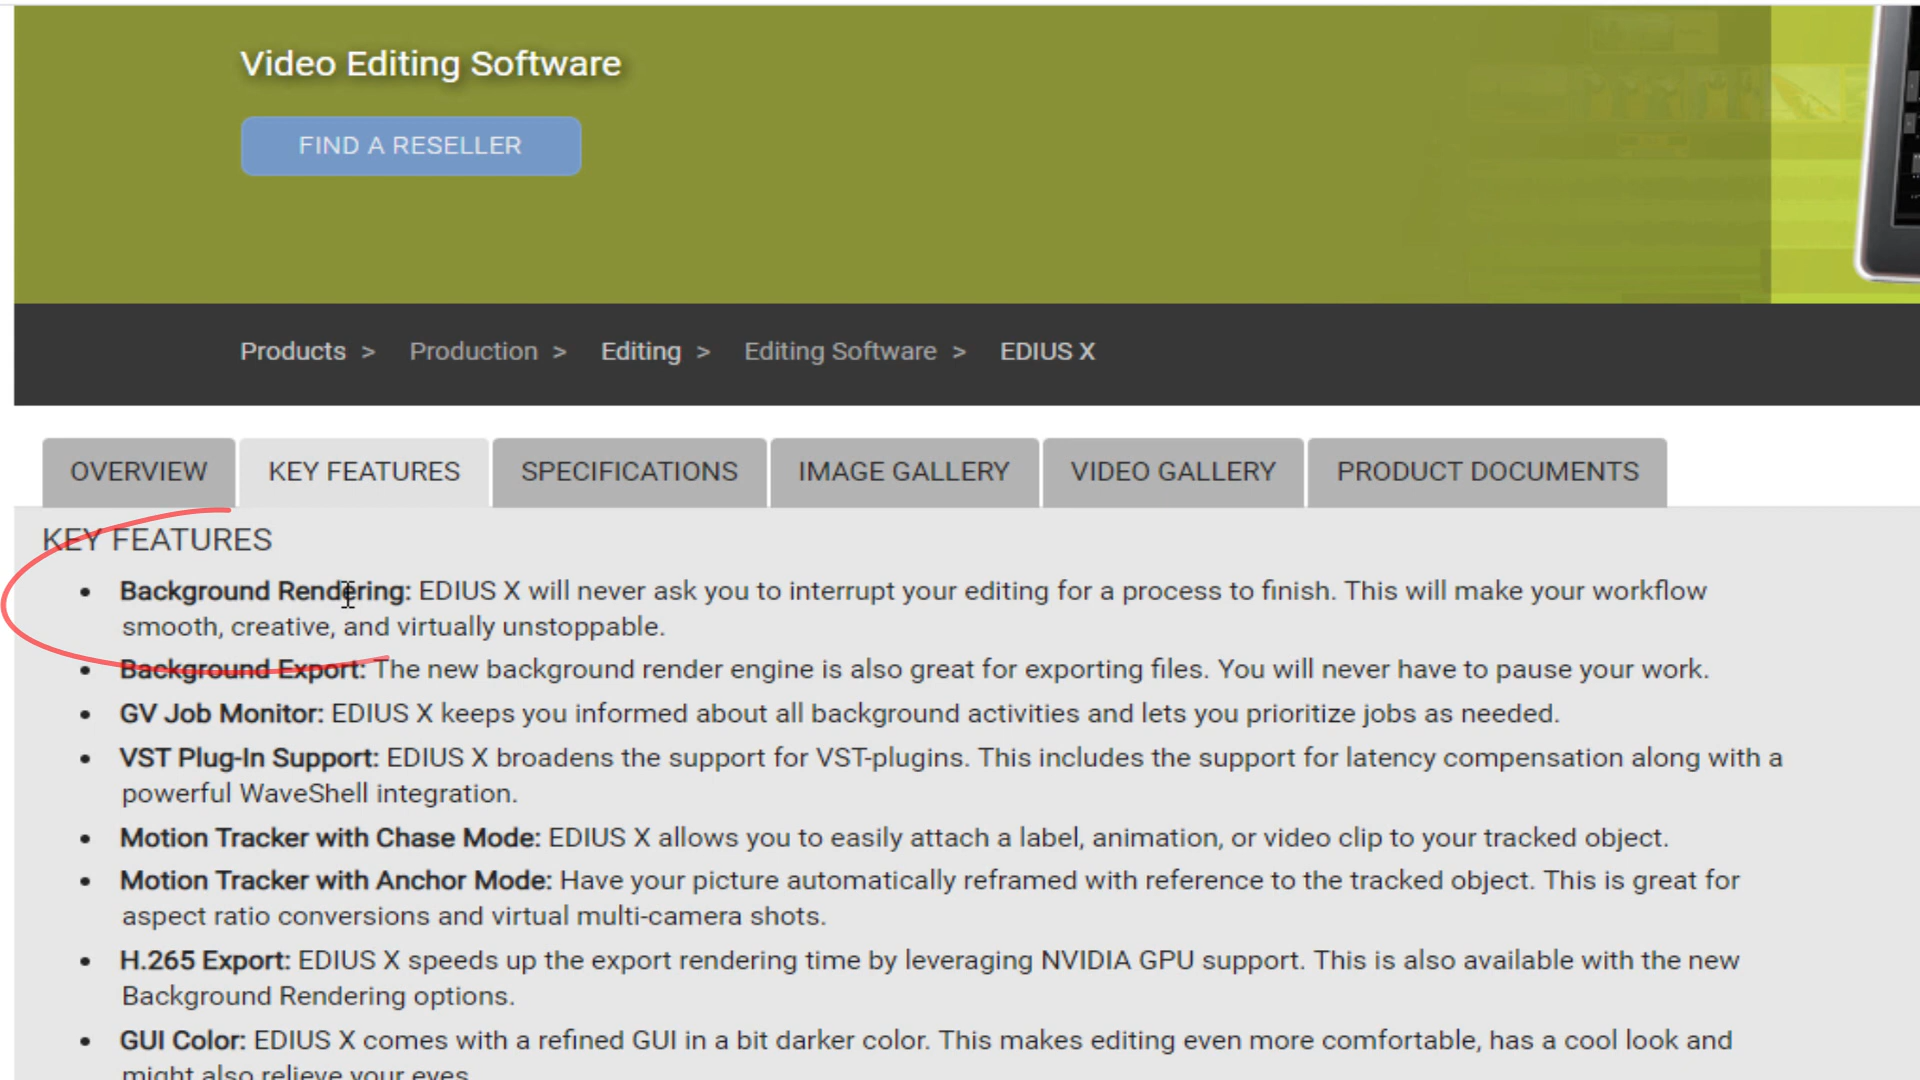 Video Editing Software
FIND A RESELLER
Products > Production > Editing > Editing Software > EDIUS X
OVERVIEW KEY FEATURES SPECIFICATIONS IMAGE GALLERY VIDEO GALLERY PRODUCT DOCUMENTS
KEY FEATURES
• Background Rendering: EDIUS X will never ask you to interrupt your editing for a process to finish. This will make your workflow
smooth, creative, and virtually unstoppable.
• Background Export: The new background render engine is also great for exporting files. You will never have to pause your work.
• GV Job Monitor: EDIUS X keeps you informed about all background activities and lets you prioritize jobs as needed.
• VST Plug-In Support: EDIUS X broadens the support for VST-plugins. This includes the support for latency compensation along with a
powerful WaveShell integration.
• Motion Tracker with Chase Mode: EDIUS X allows you to easily attach a label, animation, or video clip to your tracked object.
• Motion Tracker with Anchor Mode: Have your picture automatically reframed with reference to the tracked object. This is great for
aspect ratio conversions and virtual multi-camera shots.
• H.265 Export: EDIUS X speeds up the export rendering time by leveraging NVIDIA GPU support. This is also available with the new
Background Rendering options.
• GUI Color: EDIUS X comes with a refined GUI in a bit darker color. This makes editing even more comfortable, has a cool look and
might also relieve your eyes.